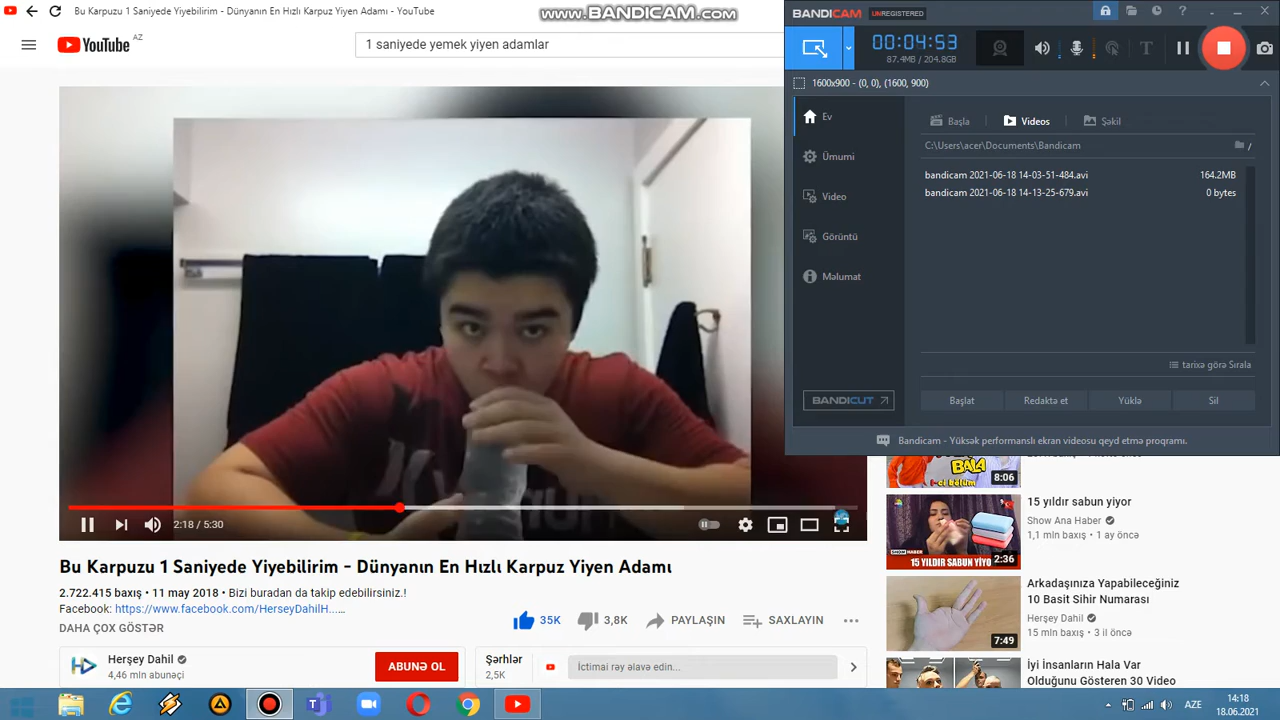 Bu Karpuzu 1 Saniyede Yiyebilirim - Dünyanın En Hızlı Karpuz Yiyen Adamı - YouTube
www.BANDICAM.com
YouTube AZ
1 saniyede yemek yiyen adamlar
BANDICAM UNREGISTERED
00:04:53
87.4MB / 204.8GB
1600x900 - (0, 0), (1600, 900)
Ev
Ümumi
Video
Görüntü
Məlumat
BANDICUT
Başla
Videos
Şəkil
C:\Users\acer\Documents\Bandicam
bandicam 2021-06-18 14-03-51-484.avi 164.2MB
bandicam 2021-06-18 14-13-25-679.avi 0 bytes
tarixə görə Sırala
Başlat Redaktə et Yüklə Sil
Bandicam - Yüksək performanslı ekran videosu qeyd etmə proqramı.
2:18 / 5:30
Bu Karpuzu 1 Saniyede Yiyebilirim - Dünyanın En Hızlı Karpuz Yiyen Adamı
2.722.415 baxış • 11 may 2018 • Bizi buradan da takip edebilirsiniz.!
Facebook: https://www.facebook.com/HerseyDahilH...…
DAHA ÇOX GÖSTƏR
35K 3,8K PAYLAŞIN SAXLAYIN
Herşey Dahil
4,46 mln abunəçi
ABUNƏ OL
Şərhlər
2,5K
İctimai rəy əlavə edin...
BALA
1-ci bölüm
8:06
15 yıldır sabun yiyor
Show Ana Haber
1,1 mln baxış • 1 ay öncə
15 YILDIR SABUN YİYOR
2:36
Arkadaşınıza Yapabileceğiniz
10 Basit Sihir Numarası
Herşey Dahil
15 mln baxış • 3 il öncə
7:49
İyi İnsanların Hala Var
Olduğunu Gösteren 30 Video
AZE
14:18
18.06.2021